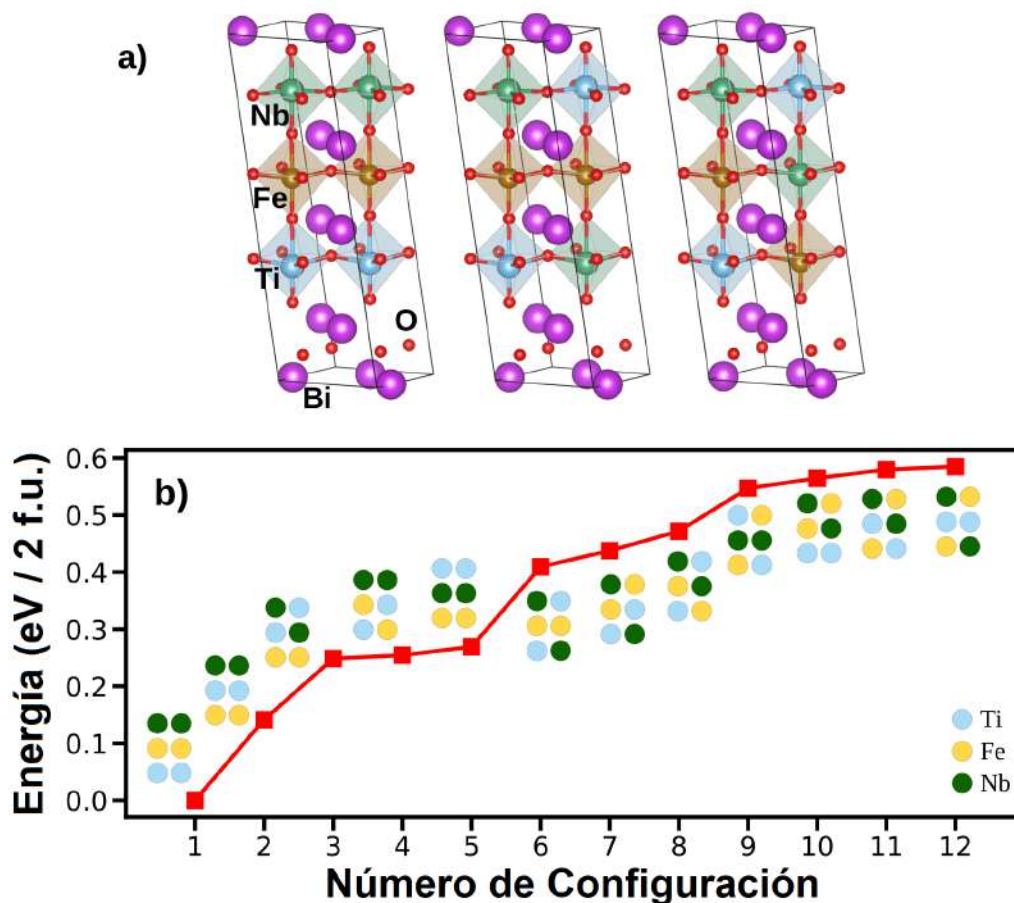 a)
Nb
Fe
Ti
O
Bi
Energía (eV / 2 f.u.)
b)
0.6
0.5
0.4
0.3
0.2
0.1
0.0
Ti
Fe
Nb
1 2 3 4 5 6 7 8 9 10 11 12
Número de Configuración